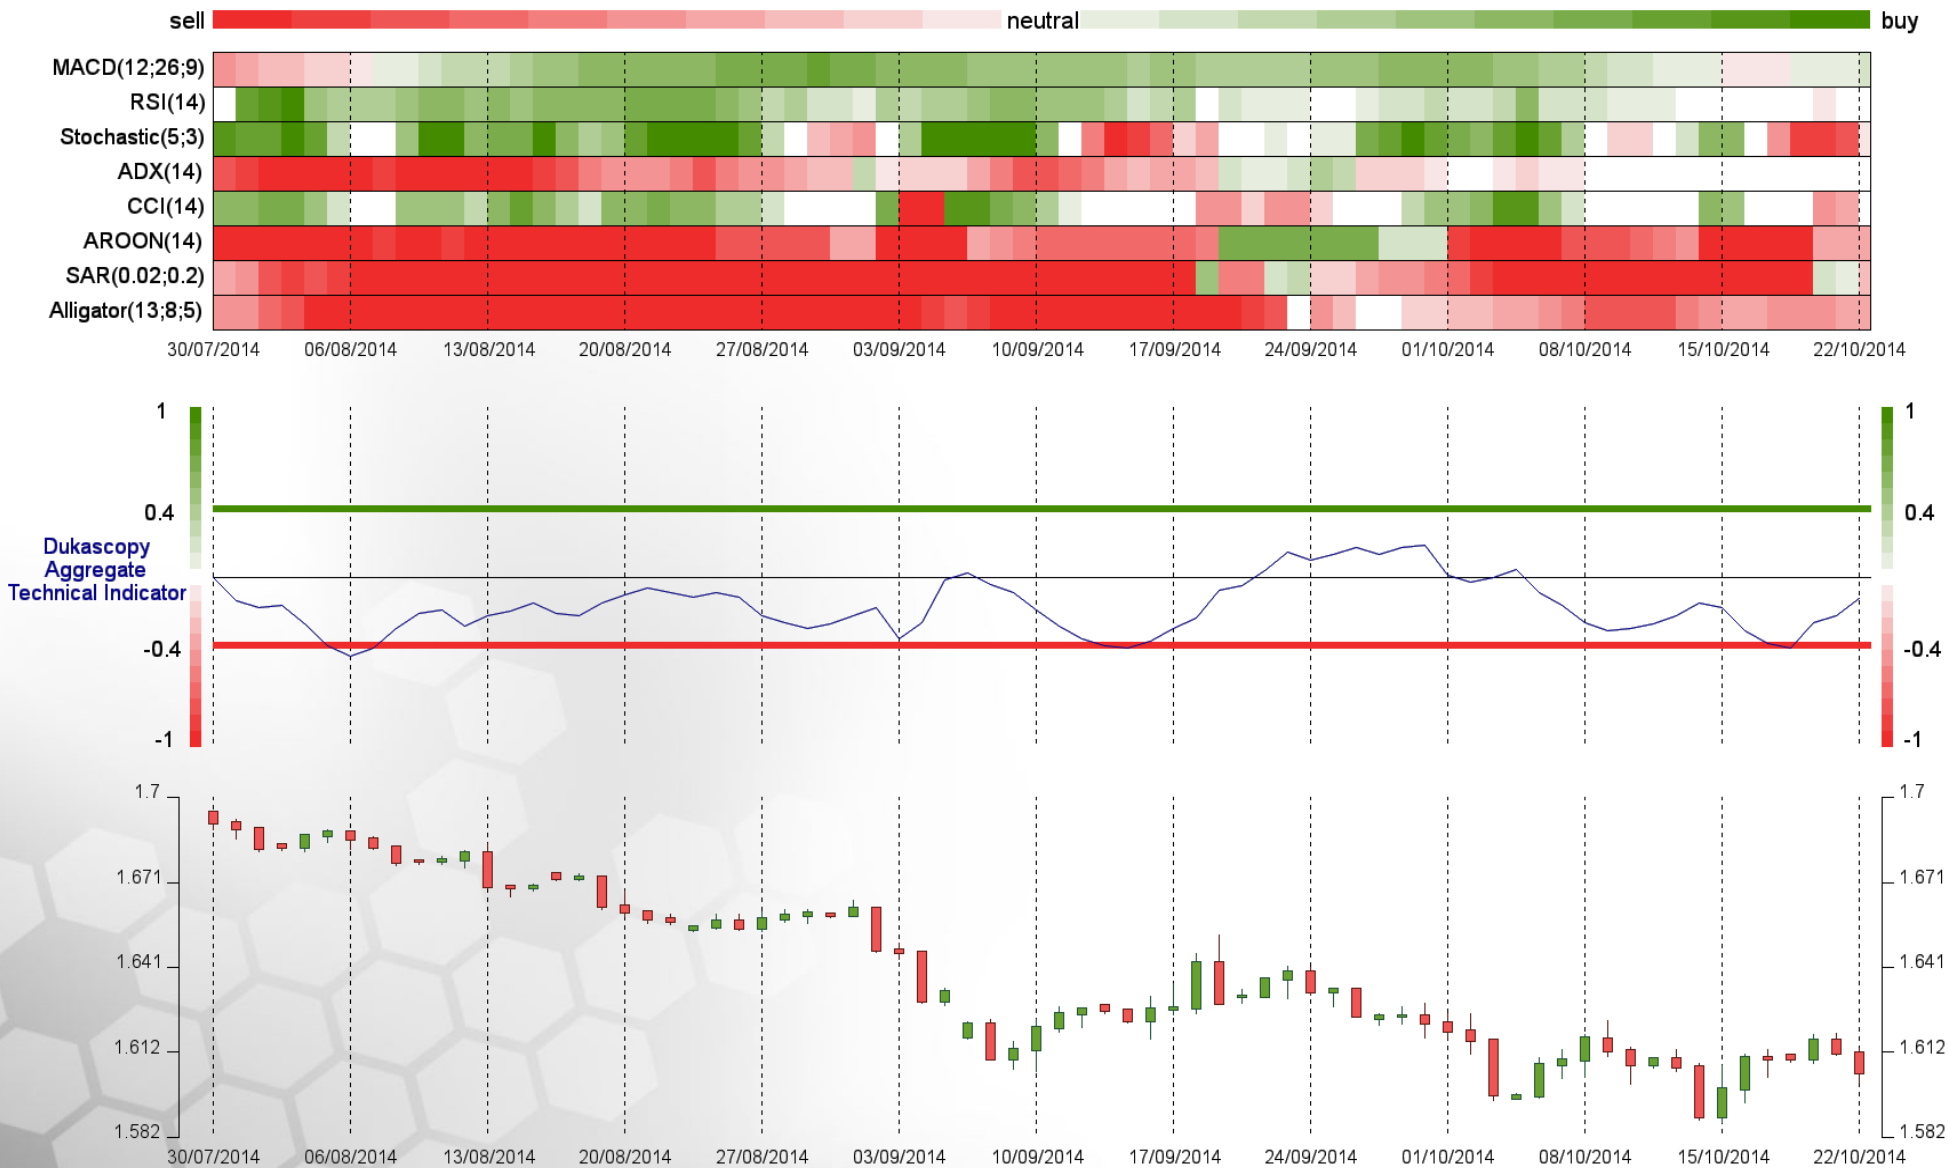 sell neutral buy
MACD(12;26;9)
RSI(14)
Stochastic(5;3)
ADX(14)
CCI(14)
AROON(14)
SAR(0.02;0.2)
Alligator(13;8;5)
30/07/2014 06/08/2014 13/08/2014 20/08/2014 27/08/2014 03/09/2014 10/09/2014 17/09/2014 24/09/2014 01/10/2014 08/10/2014 15/10/2014 22/10/2014
1 1
0.4 0.4
Dukascopy
Aggregate
Technical Indicator
-0.4 -0.4
-1 -1
1.7 1.7
1.671 1.671
1.641 1.641
1.612 1.612
1.582 1.582
30/07/2014 06/08/2014 13/08/2014 20/08/2014 27/08/2014 03/09/2014 10/09/2014 17/09/2014 24/09/2014 01/10/2014 08/10/2014 15/10/2014 22/10/2014